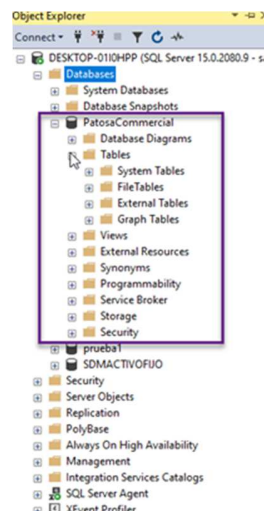 Object Explorer
Connect
DESKTOP-01I0HPP (SQL Server 15.0.2080.9 - s
Databases
System Databases
Database Snapshots
PatosaCommercial
Database Diagrams
Tables
System Tables
FileTables
External Tables
Graph Tables
Views
External Resources
Synonyms
Programmability
Service Broker
Storage
Security
prueba1
SDMACTIVOFIJO
Security
Server Objects
Replication
PolyBase
Always On High Availability
Management
Integration Services Catalogs
SQL Server Agent
XEvent Profiler